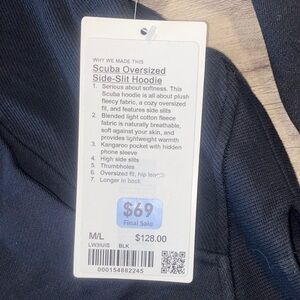 WHY WE MADE THIS
Scuba Oversized
Side-Slit Hoodie
1. Serious about softness. This
Scuba hoodie is all about plush
fleecy fabric, a cozy oversized
fit, and features side slits
2. Blended light cotton fleece
fabric is naturally breathable,
soft against your skin, and
provides lightweight warmth
3. Kangaroo pocket with hidden
phone sleeve
4. High side slits
5. Thumbholes
6. Oversized fit, hip length
7. Longer in back
$69
Final Sale
M/L $128.00
BLK
000154882245